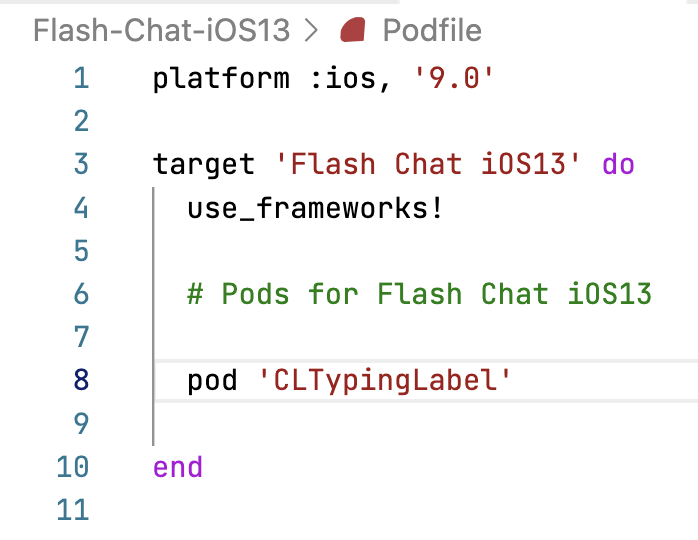 Flash-Chat-iOS13 > Podfile
1 platform :ios, '9.0'
2
3 target 'Flash Chat iOS13' do
4 use_frameworks!
5
6 # Pods for Flash Chat iOS13
7
8 pod 'CLTypingLabel'
9
10 end
11